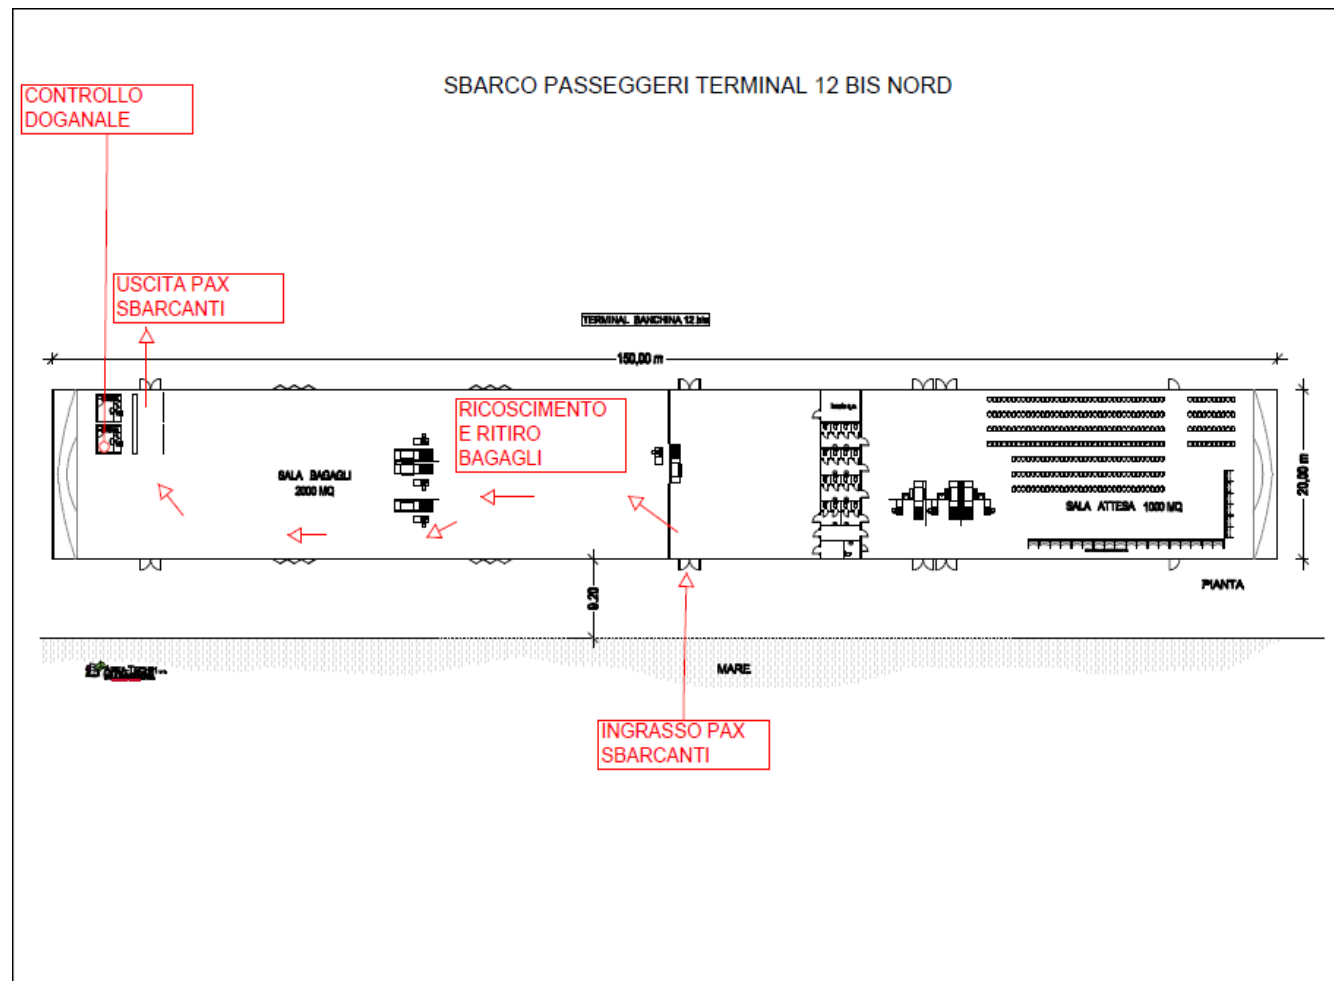 SBARCO PASSEGGERI TERMINAL 12 BIS NORD
CONTROLLO
DOGANALE
USCITA PAX
SBARCANTI
TERMINAL BANCHINA 12 bis
150,00 m
RICOSCIMENTO
E RITIRO
BAGAGLI
SALA BAGAGLI
2000 MQ
SALA ATTESA 1000 MQ
20,00 m
9.20
PIANTA
MARE
INGRASSO PAX
SBARCANTI